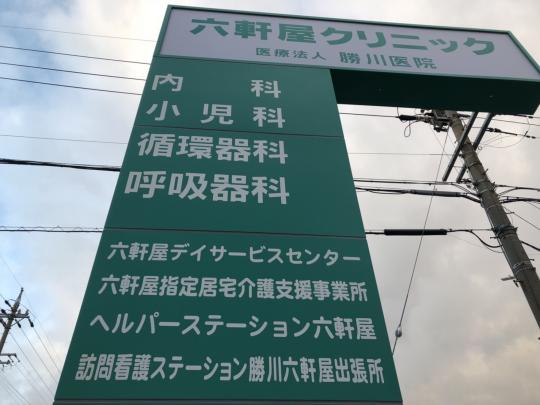 六軒屋クリニック
医療法人 勝川医院
内科
小児科
循環器科
呼吸器科
六軒屋デイサービスセンター
六軒屋指定居宅介護支援事業所
ヘルパーステーション六軒屋
訪問看護ステーション勝川六軒屋出張所